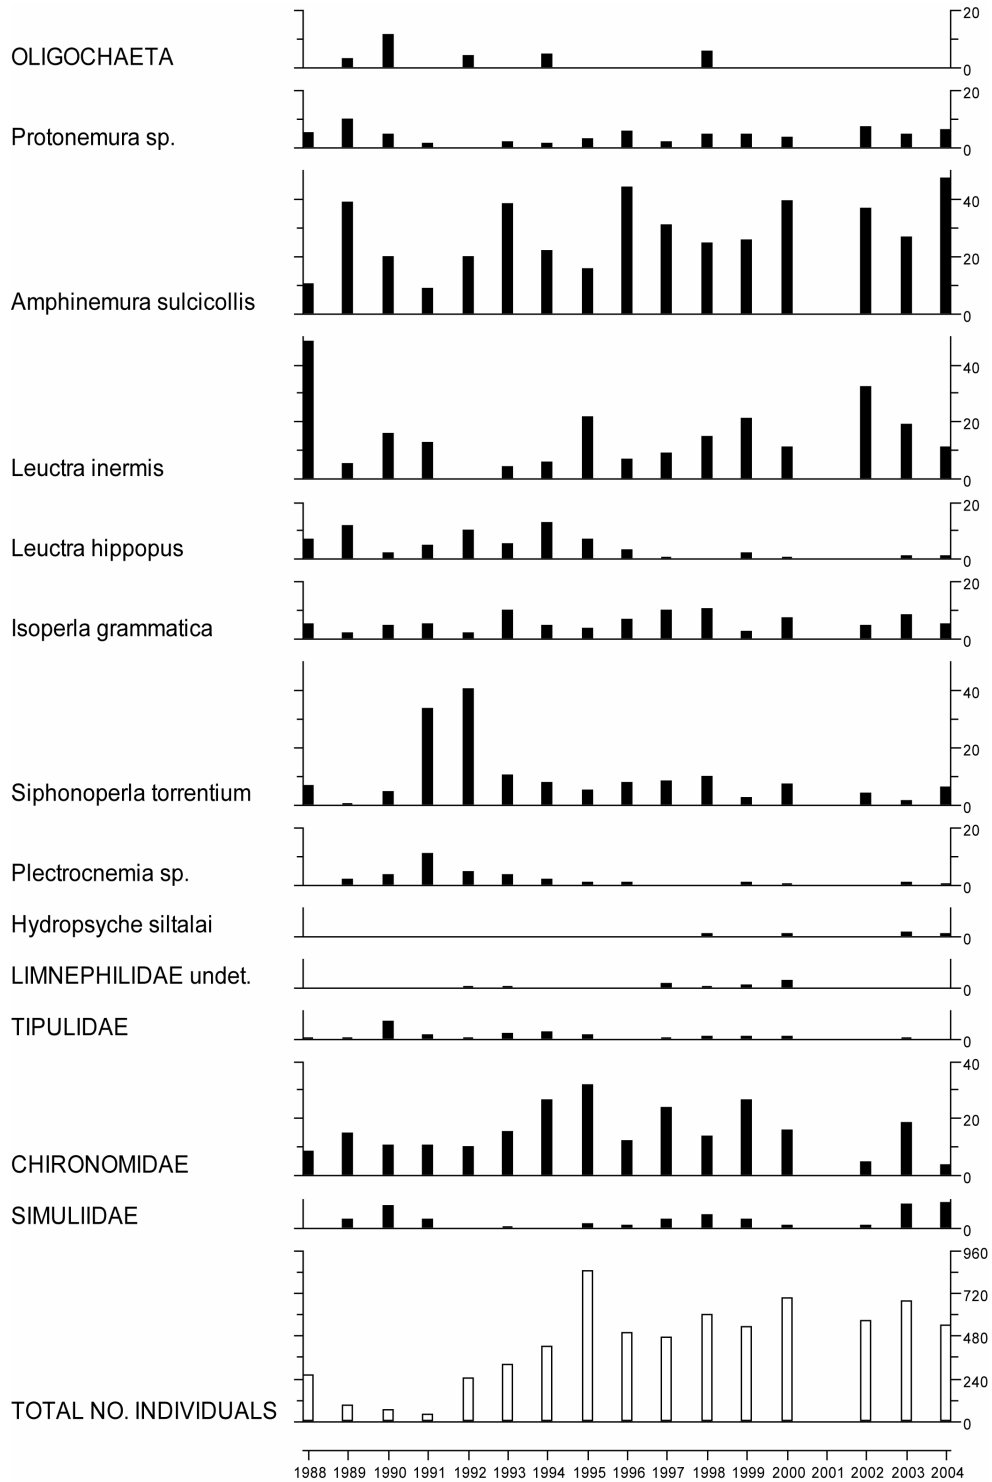 20
OLIGOCHAETA
0
20
Protonemura sp.
0
40
20
Amphinemura sulcicollis
0
40
20
Leuctra inermis
0
20
Leuctra hippopus
0
20
Isoperla grammatica
0
40
20
Siphonoperla torrentium
0
20
Plectrocnemia sp.
0
Hydropsyche siltalai
0
LIMNEPHILIDAE undet.
0
TIPULIDAE
0
40
20
CHIRONOMIDAE
0
SIMULIIDAE
0
960
720
480
240
TOTAL NO. INDIVIDUALS
0
1988 1989 1990 1991 1992 1993 1994 1995 1996 1997 1998 1999 2000 2001 2002 2003 2004